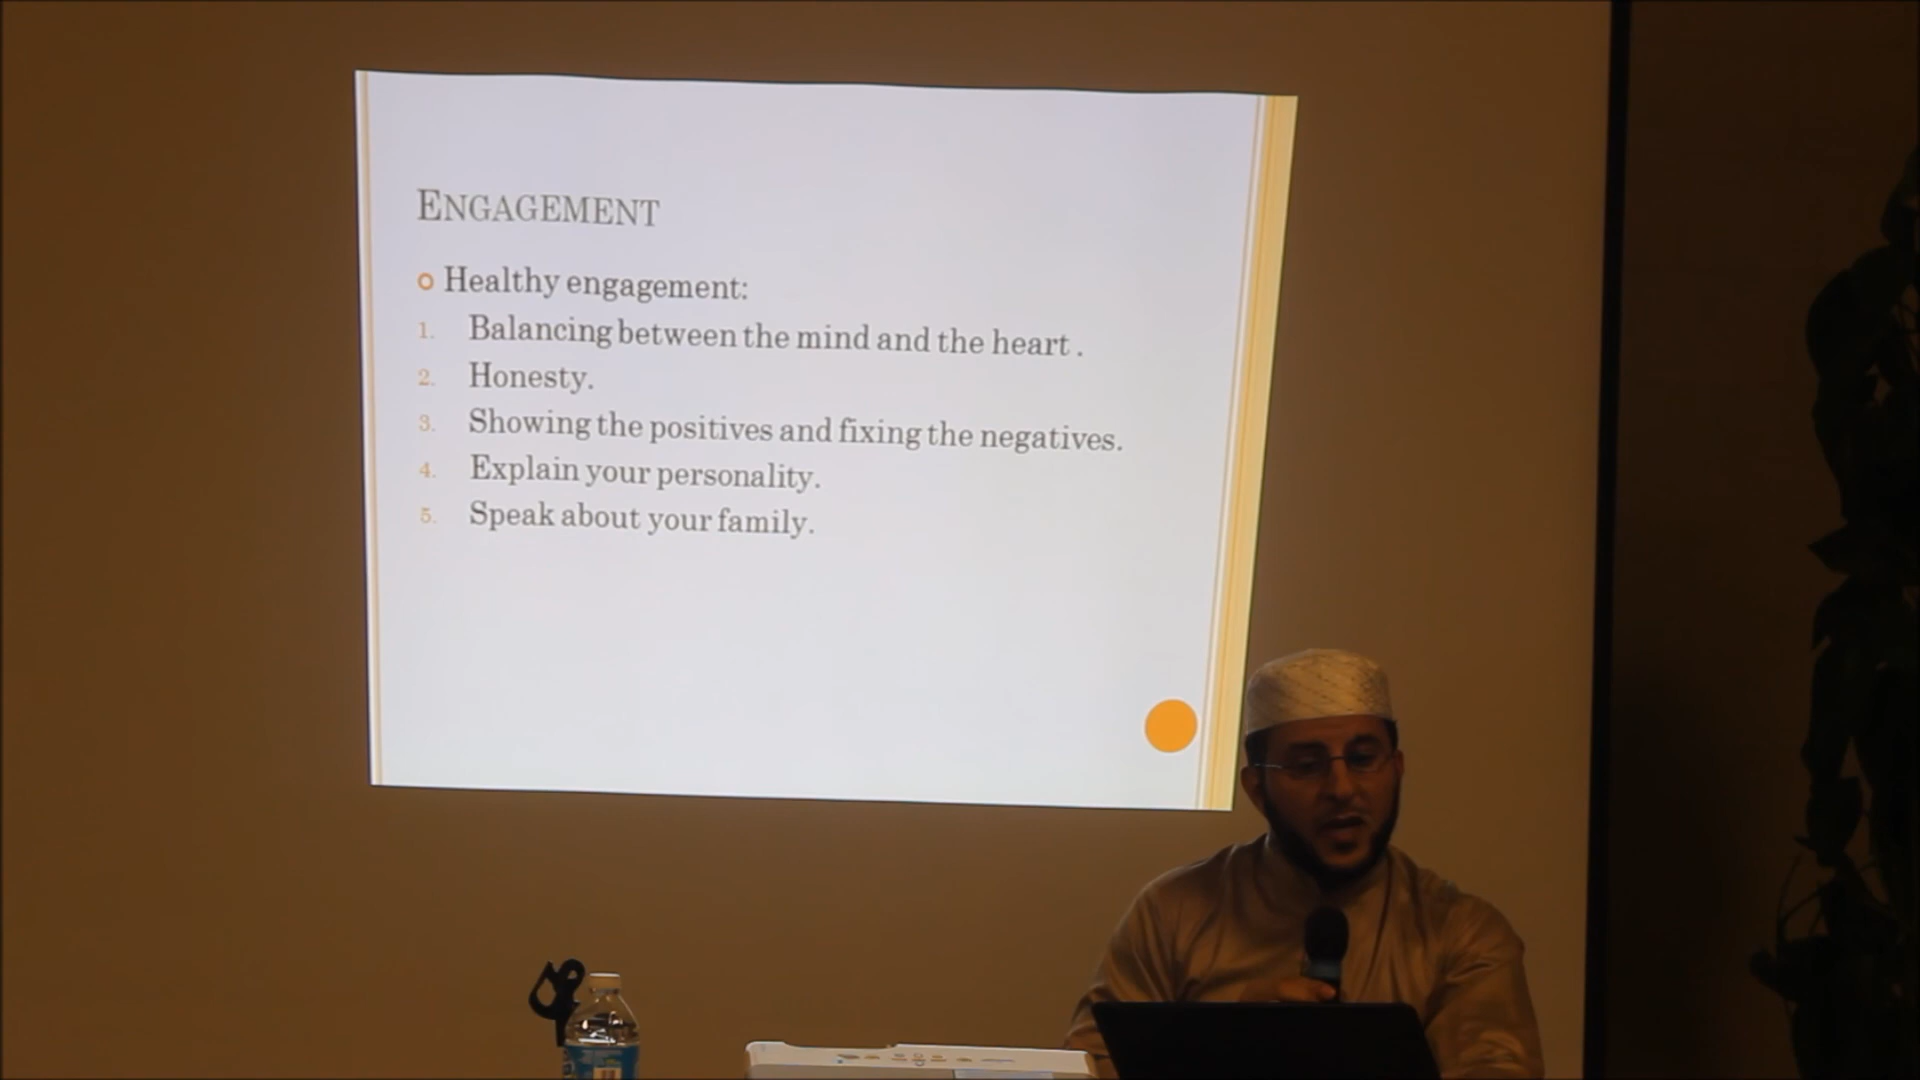 ENGAGEMENT
Healthy engagement:
1. Balancing between the mind and the heart .
2. Honesty.
3. Showing the positives and fixing the negatives.
4. Explain your personality.
5. Speak about your family.